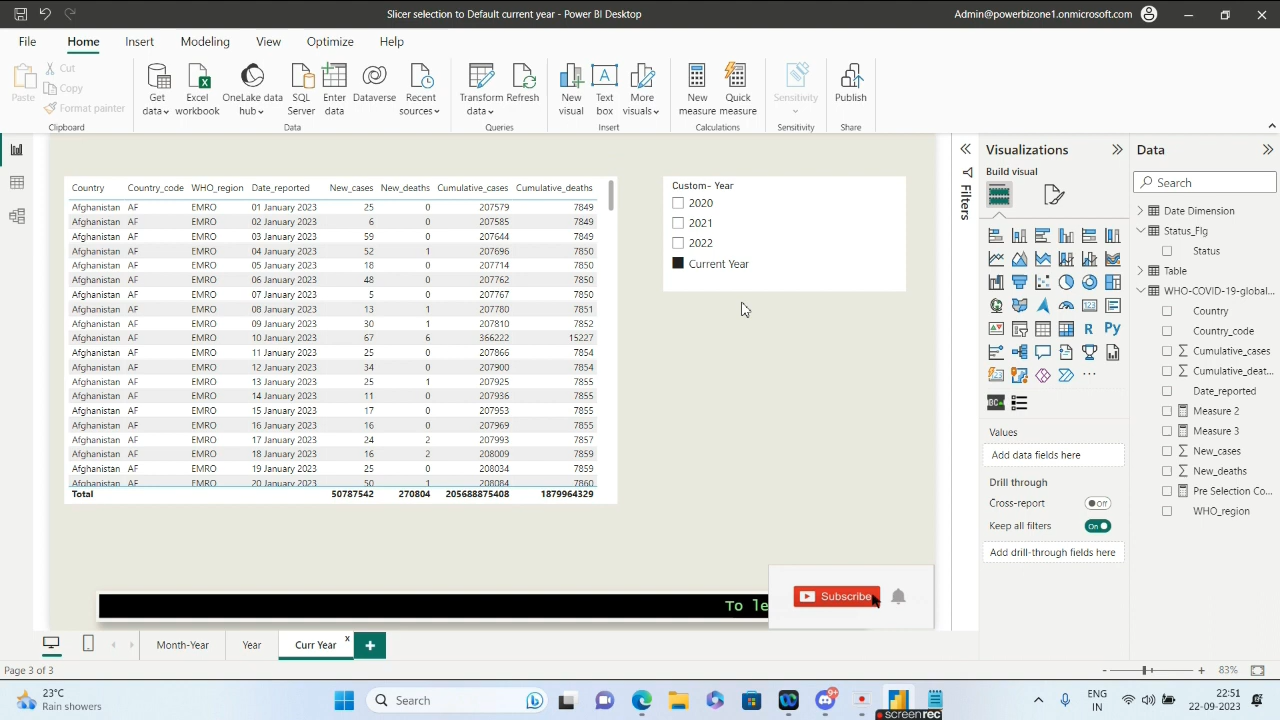 Slicer selection to Default current year - Power BI Desktop
Admin@powerbizone1.onmicrosoft.com
File Home Insert Modeling View Optimize Help
Paste
Cut
Copy
Format painter
Clipboard
Get data
Excel workbook
OneLake data hub
SQL Server
Enter data
Dataverse
Recent sources
Data
Transform data
Refresh
Queries
New visual
Text box
More visuals
Insert
New measure
Quick measure
Calculations
Sensitivity
Sensitivity
Publish
Share
Country Country_code WHO_region Date_reported New_cases New_deaths Cumulative_cases Cumulative_deaths
Afghanistan AF EMRO 01 January 2023 25 0 207579 7849
Afghanistan AF EMRO 02 January 2023 6 0 207585 7849
Afghanistan AF EMRO 03 January 2023 59 0 207644 7849
Afghanistan AF EMRO 04 January 2023 52 1 207696 7850
Afghanistan AF EMRO 05 January 2023 18 0 207714 7850
Afghanistan AF EMRO 06 January 2023 48 0 207762 7850
Afghanistan AF EMRO 07 January 2023 5 0 207767 7850
Afghanistan AF EMRO 08 January 2023 13 1 207780 7851
Afghanistan AF EMRO 09 January 2023 30 1 207810 7852
Afghanistan AF EMRO 10 January 2023 67 6 366222 15227
Afghanistan AF EMRO 11 January 2023 25 0 207866 7854
Afghanistan AF EMRO 12 January 2023 34 0 207900 7854
Afghanistan AF EMRO 13 January 2023 25 1 207925 7855
Afghanistan AF EMRO 14 January 2023 11 0 207936 7855
Afghanistan AF EMRO 15 January 2023 17 0 207953 7855
Afghanistan AF EMRO 16 January 2023 16 0 207969 7855
Afghanistan AF EMRO 17 January 2023 24 2 207993 7857
Afghanistan AF EMRO 18 January 2023 16 2 208009 7859
Afghanistan AF EMRO 19 January 2023 25 0 208034 7859
Afghanistan AF EMRO 20 January 2023 50 1 208084 7860
Total 50787542 270804 205688875408 1879964329
Custom- Year
2020
2021
2022
Current Year
To le
Subscribe
Filters
Visualizations
Build visual
Values
Add data fields here
Drill through
Cross-report Off
Keep all filters On
Add drill-through fields here
Data
Search
Date Dimension
Status_Flg
Status
Table
WHO-COVID-19-global...
Country
Country_code
Cumulative_cases
Cumulative_deat...
Date_reported
Measure 2
Measure 3
New_cases
New_deaths
Pre Selection Co...
WHO_region
Month-Year Year Curr Year x +
Page 3 of 3
83%
23°C
Rain showers
Search
9+
screenrec
ENG
IN
22:51
22-09-2023